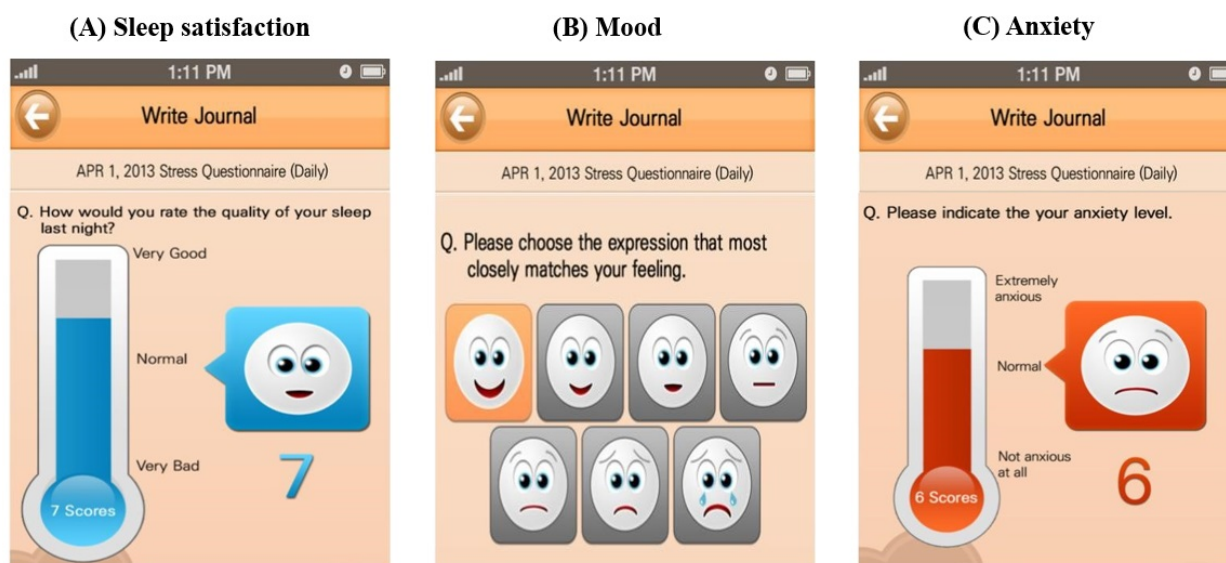 (A) Sleep satisfaction
1:11 PM
Write Journal
APR 1, 2013 Stress Questionnaire (Daily)
Q. How would you rate the quality of your sleep
last night?
Very Good
Normal
Very Bad
7 Scores
7
(B) Mood
1:11 PM
Write Journal
APR 1, 2013 Stress Questionnaire (Daily)
Q. Please choose the expression that most
closely matches your feeling.
(C) Anxiety
1:11 PM
Write Journal
APR 1, 2013 Stress Questionnaire (Daily)
Q. Please indicate the your anxiety level.
Extremely
anxious
Normal
Not anxious
at all
6 Scores
6